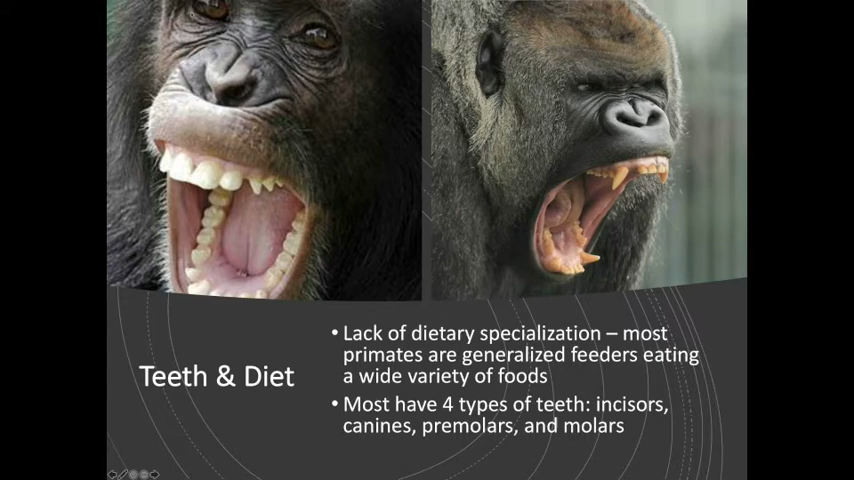 Teeth & Diet
• Lack of dietary specialization – most
primates are generalized feeders eating
a wide variety of foods
• Most have 4 types of teeth: incisors,
canines, premolars, and molars